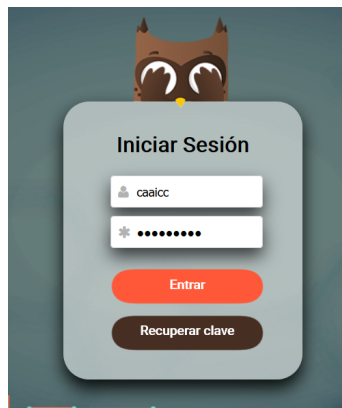 Iniciar Sesión
caaicc
•••••••••
Entrar
Recuperar clave